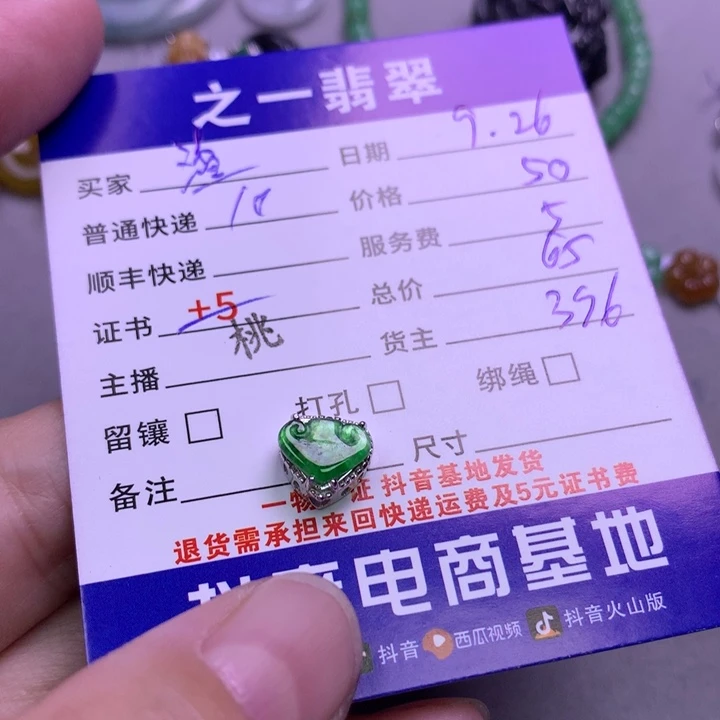 之一翡翠
买家 日期 9.26
普通快递 10 价格 50
顺丰快递 服务费 5
证书 +5 总价 65
主播 桃 货主 396
留镶 打孔 绑绳
备注 尺寸
一物 证 抖音基地发货
退货需承担来回快递运费及5元证书费
电商基地
抖音 西瓜视频 抖音火山版